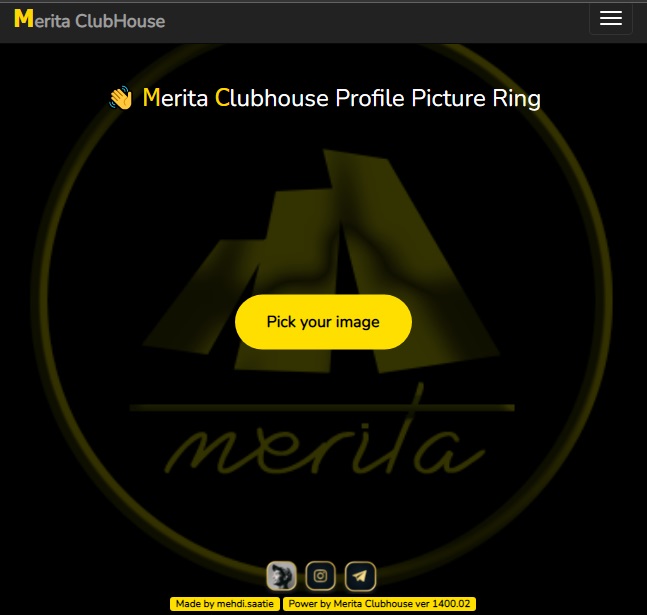 Merita ClubHouse
👋 Merita Clubhouse Profile Picture Ring
Pick your image
merita
Made by mehdi.saatie Power by Merita Clubhouse ver 1400.02